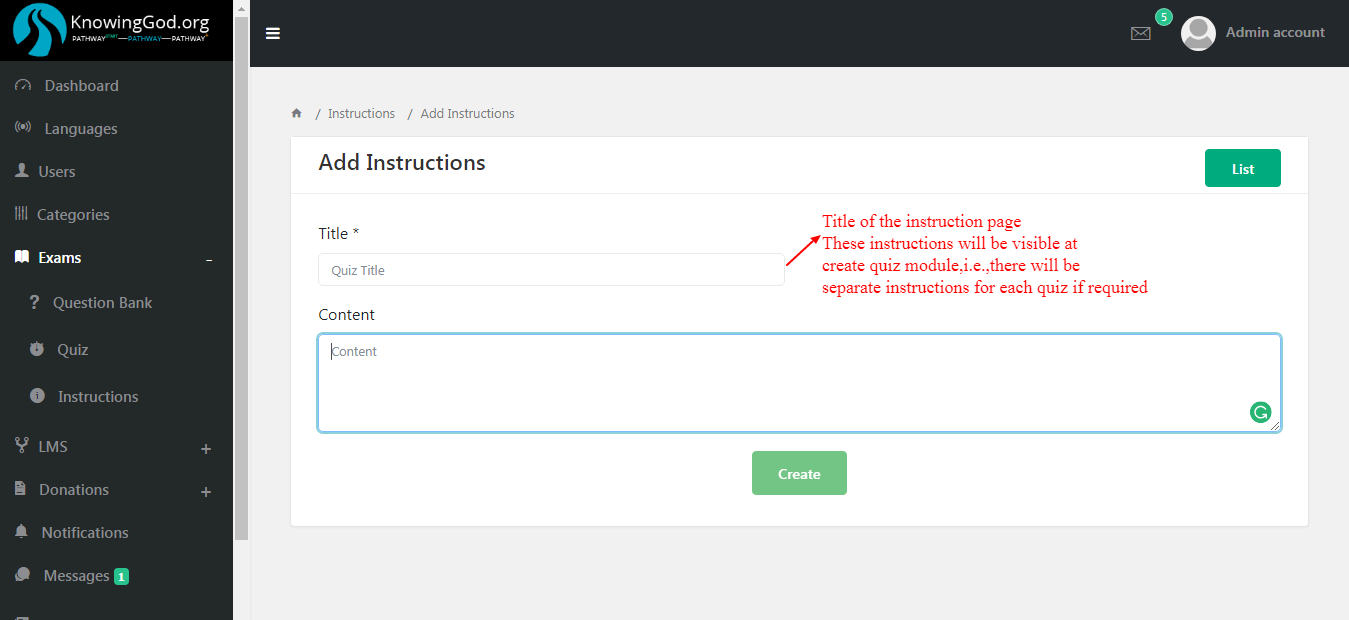 KnowingGod.org
PATHWAYSTART—PATHWAY—PATHWAY+
5
Admin account
Dashboard
Languages
Users
Categories
Exams
Question Bank
Quiz
Instructions
LMS
Donations
Notifications
Messages 1
/ Instructions / Add Instructions
Add Instructions
List
Title *
Quiz Title
Title of the instruction page
These instructions will be visible at
create quiz module,i.e.,there will be
separate instructions for each quiz if required
Content
Content
Create